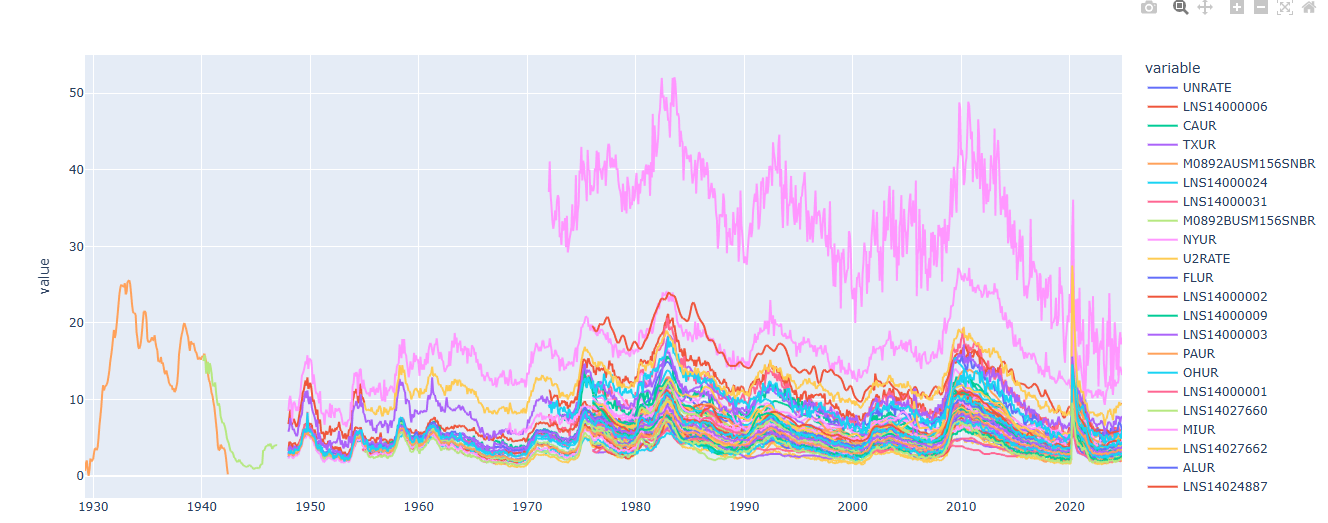 variable
UNRATE
LNS14000006
CAUR
TXUR
M0892AUSM156SNBR
LNS14000024
LNS14000031
M0892BUSM156SNBR
NYUR
U2RATE
FLUR
LNS14000002
LNS14000009
LNS14000003
PAUR
OHUR
LNS14000001
LNS14027660
MIUR
LNS14027662
ALUR
LNS14024887
value
50
40
30
20
10
0
1930 1940 1950 1960 1970 1980 1990 2000 2010 2020